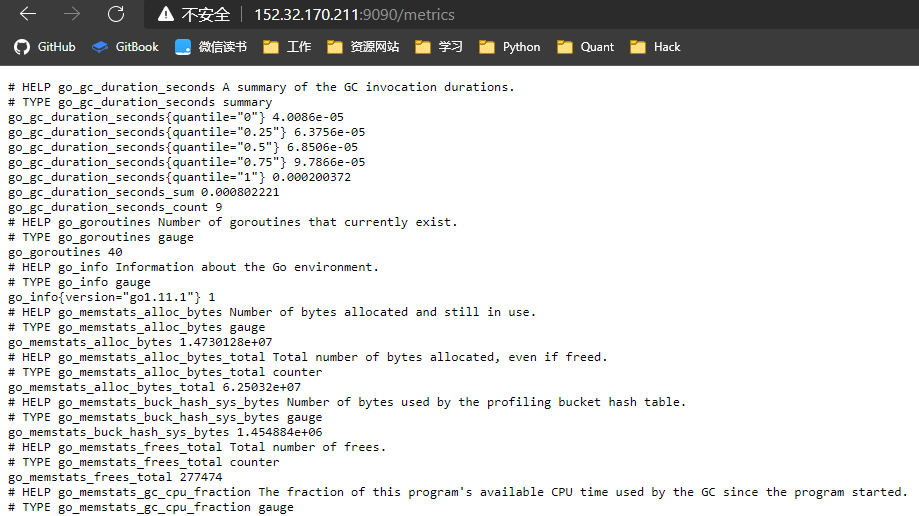 不安全 152.32.170.211:9090/metrics
GitHub GitBook 微信读书 工作 资源网站 学习 Python Quant Hack
# HELP go_gc_duration_seconds A summary of the GC invocation durations.
# TYPE go_gc_duration_seconds summary
go_gc_duration_seconds{quantile="0"} 4.0086e-05
go_gc_duration_seconds{quantile="0.25"} 6.3756e-05
go_gc_duration_seconds{quantile="0.5"} 6.8506e-05
go_gc_duration_seconds{quantile="0.75"} 9.7866e-05
go_gc_duration_seconds{quantile="1"} 0.000200372
go_gc_duration_seconds_sum 0.000802221
go_gc_duration_seconds_count 9
# HELP go_goroutines Number of goroutines that currently exist.
# TYPE go_goroutines gauge
go_goroutines 40
# HELP go_info Information about the Go environment.
# TYPE go_info gauge
go_info{version="go1.11.1"} 1
# HELP go_memstats_alloc_bytes Number of bytes allocated and still in use.
# TYPE go_memstats_alloc_bytes gauge
go_memstats_alloc_bytes 1.4730128e+07
# HELP go_memstats_alloc_bytes_total Total number of bytes allocated, even if freed.
# TYPE go_memstats_alloc_bytes_total counter
go_memstats_alloc_bytes_total 6.25032e+07
# HELP go_memstats_buck_hash_sys_bytes Number of bytes used by the profiling bucket hash table.
# TYPE go_memstats_buck_hash_sys_bytes gauge
go_memstats_buck_hash_sys_bytes 1.454884e+06
# HELP go_memstats_frees_total Total number of frees.
# TYPE go_memstats_frees_total counter
go_memstats_frees_total 277474
# HELP go_memstats_gc_cpu_fraction The fraction of this program's available CPU time used by the GC since the program started.
# TYPE go_memstats_gc_cpu_fraction gauge